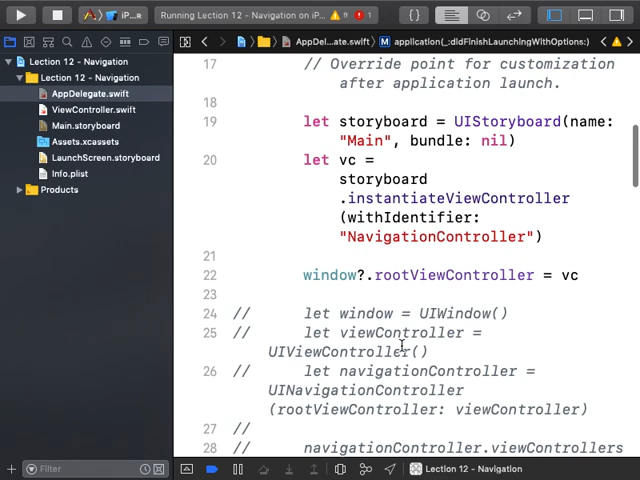 A
iP...
Running Lection 12 - Navigation on iP...
9
1
{ }
AppDel...ate.swift
application(_:didFinishLaunchingWithOptions:)
Lection 12 - Navigation
Lection 12 - Navigation
AppDelegate.swift
ViewController.swift
Main.storyboard
Assets.xcassets
LaunchScreen.storyboard
Info.plist
Products
17 // Override point for customization
after application launch.
18
19 let storyboard = UIStoryboard(name:
"Main", bundle: nil)
20 let vc =
storyboard
.instantiateViewController
(withIdentifier:
"NavigationController")
21
22 window?.rootViewController = vc
23
24 // let window = UIWindow()
25 // let viewController =
UIViewController()
26 // let navigationController =
UINavigationController
(rootViewController: viewController)
27 //
28 // navigationController.viewControllers
Filter
Lection 12 - Navigation